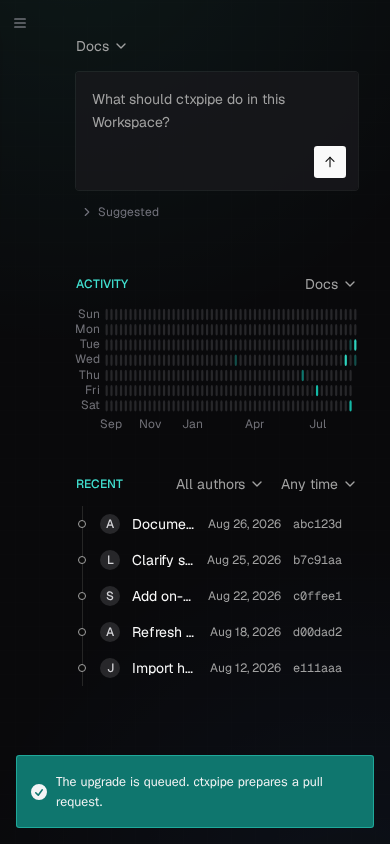 Docs
What should ctxpipe do in this
Workspace?
Suggested
ACTIVITY Docs
Sun
Mon
Tue
Wed
Thu
Fri
Sat
Sep Nov Jan Apr Jul
RECENT All authors Any time
A Docume... Aug 26, 2026 abc123d
L Clarify s... Aug 25, 2026 b7c91aa
S Add on-... Aug 22, 2026 c0ffee1
A Refresh ... Aug 18, 2026 d00dad2
J Import h... Aug 12, 2026 e111aaa
The upgrade is queued. ctxpipe prepares a pull
request.